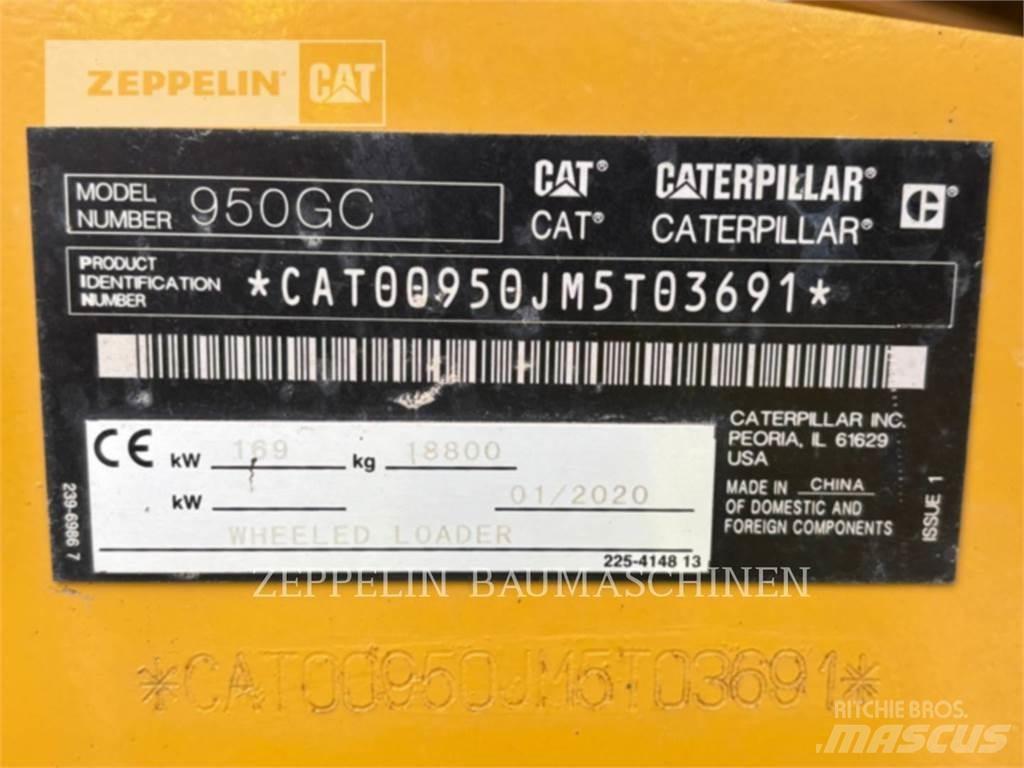 ZEPPELIN CAT
MODEL NUMBER 950GC
CAT® CATERPILLAR®
CAT® CATERPILLAR®
PRODUCT IDENTIFICATION NUMBER *CAT00950JM5T03691*
CE kW 169 kg 18800
kW 01/2020
WHEELED LOADER
225-4148 13
239-6986 7
CATERPILLAR INC.
PEORIA, IL 61629
USA
MADE IN CHINA
OF DOMESTIC AND
FOREIGN COMPONENTS
ISSUE 1
ZEPPELIN BAUMASCHINEN
*CAT00950JM5T03691*
RITCHIE BROS.
MASCUS